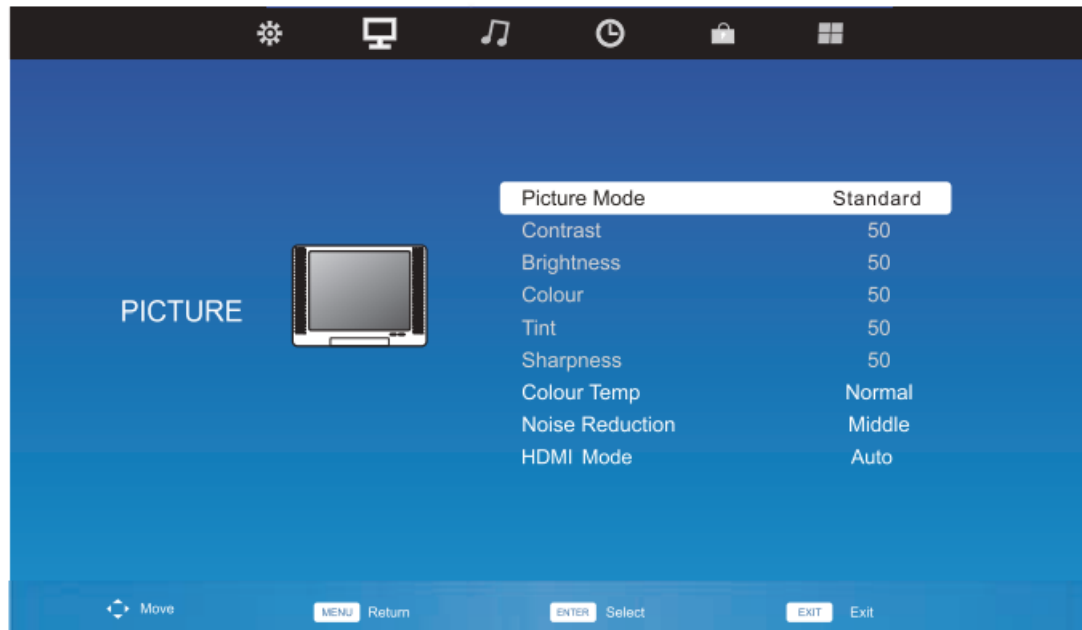 Picture Mode Standard
Contrast 50
Brightness 50
Colour 50
PICTURE
Tint 50
Sharpness 50
Colour Temp Normal
Noise Reduction Middle
HDMI Mode Auto
Move MENU Return ENTER Select EXIT Exit